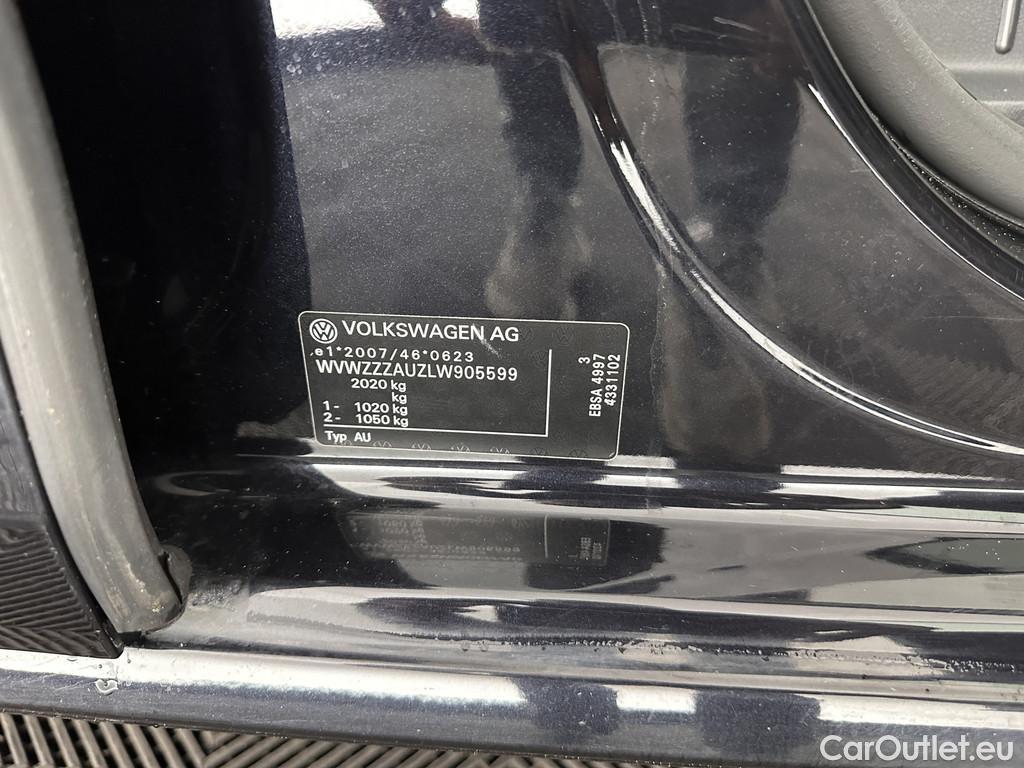 VOLKSWAGEN AG
e1*2007/46*0623
WVWZZZAUZLW905599
2020 kg
kg
1- 1020 kg
2- 1050 kg
Typ AU
3
EBSA 4997
4331102
CarOutlet.eu